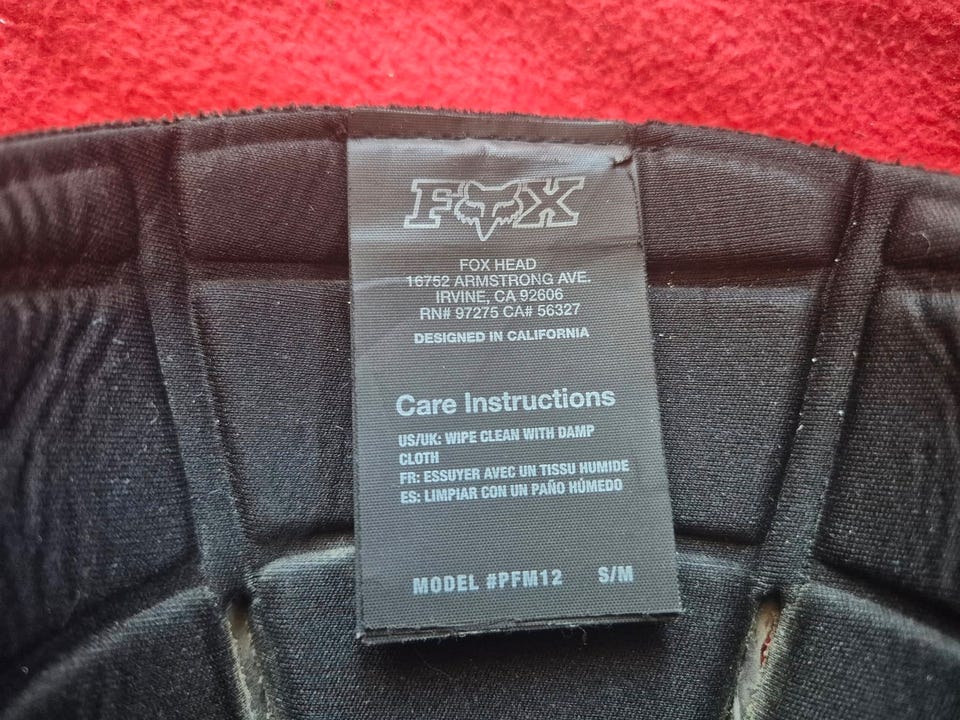 FOX
FOX HEAD
16752 ARMSTRONG AVE.
IRVINE, CA 92606
RN# 97275 CA# 56327
DESIGNED IN CALIFORNIA
Care Instructions
US/UK: WIPE CLEAN WITH DAMP
CLOTH
FR: ESSUYER AVEC UN TISSU HUMIDE
ES: LIMPIAR CON UN PAÑO HÚMEDO
MODEL #PFM12 S/M